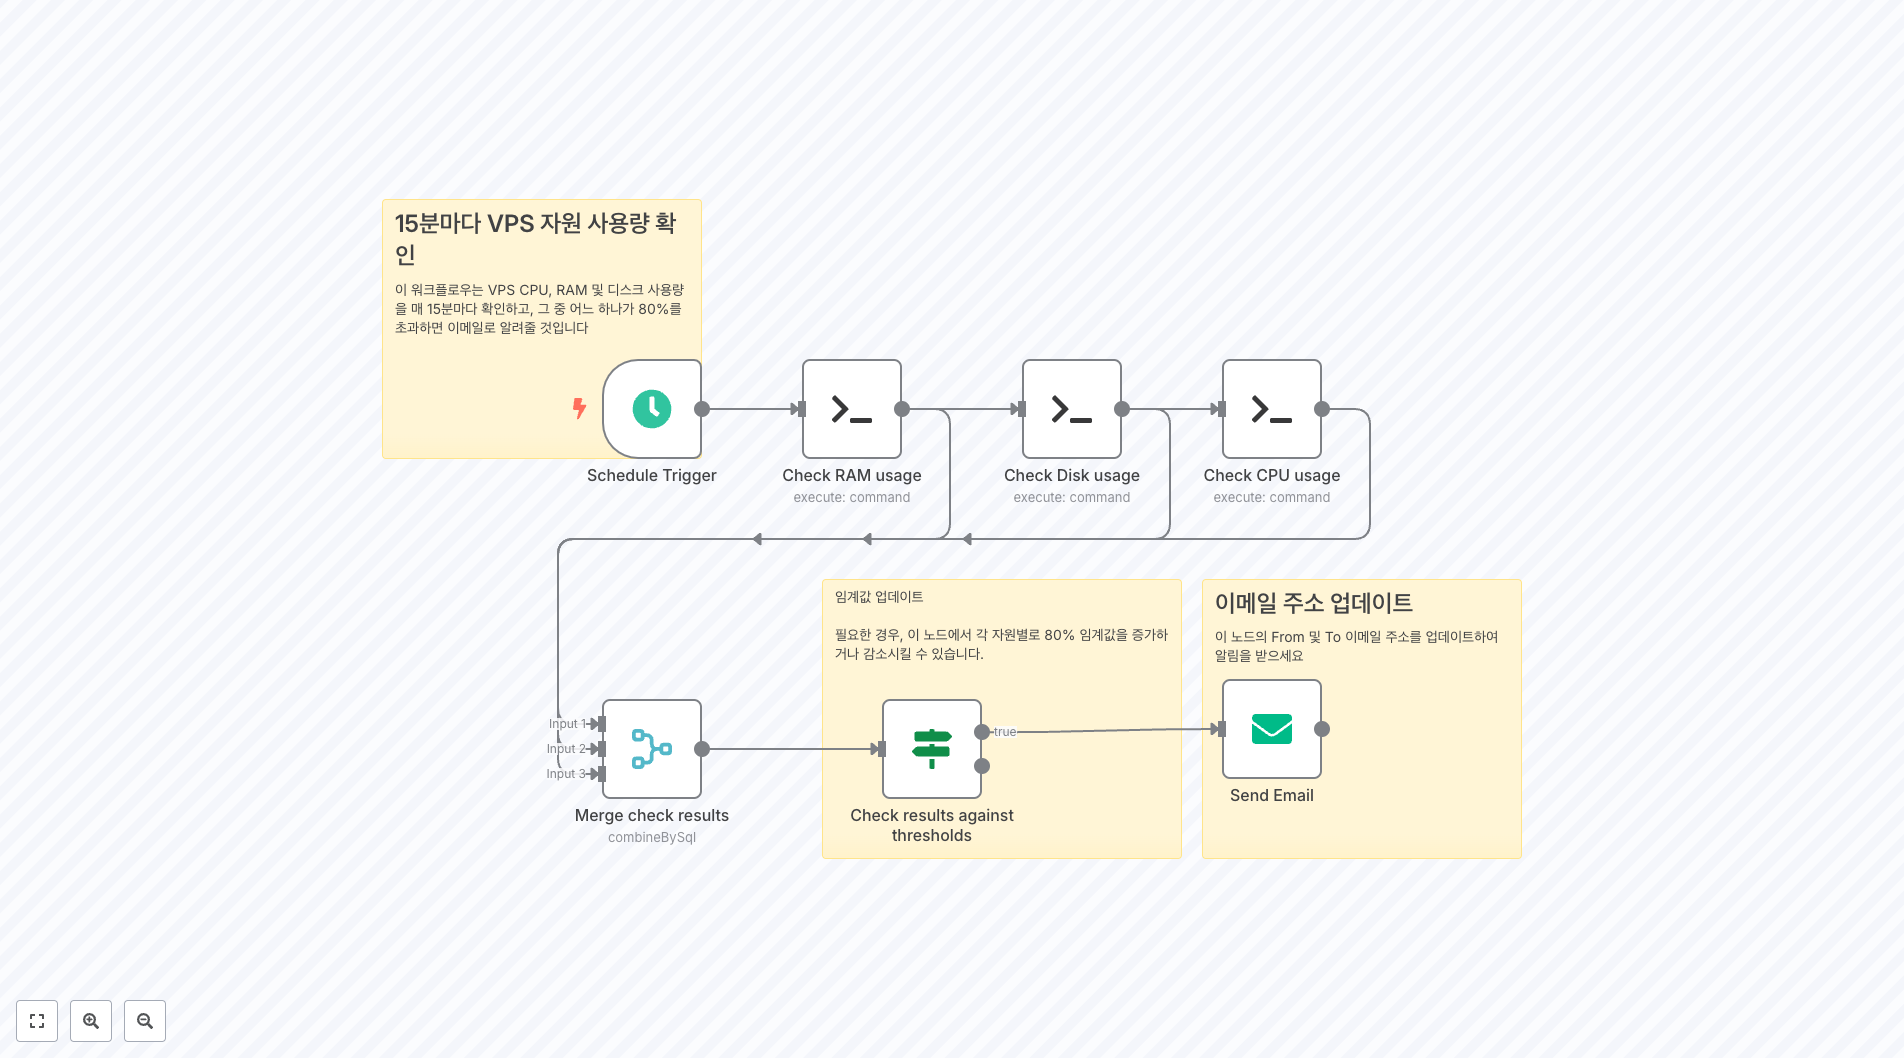 15분마다 VPS 자원 사용량 확
인
이 워크플로우는 VPS CPU, RAM 및 디스크 사용량
을 매 15분마다 확인하고, 그 중 어느 하나가 80%를
초과하면 이메일로 알려줄 것입니다
Schedule Trigger
Check RAM usage
execute: command
Check Disk usage
execute: command
Check CPU usage
execute: command
Input 1
Input 2
Input 3
Merge check results
combineBySql
임계값 업데이트
필요한 경우, 이 노드에서 각 자원별로 80% 임계값을 증가하
거나 감소시킬 수 있습니다.
true
Check results against
thresholds
이메일 주소 업데이트
이 노드의 From 및 To 이메일 주소를 업데이트하여
알림을 받으세요
Send Email